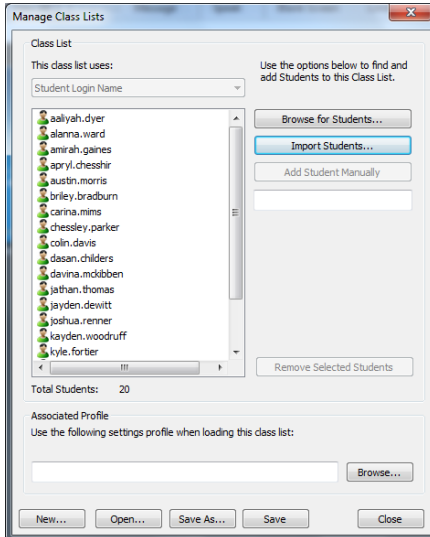 Manage Class Lists
Class List
This class list uses:
Student Login Name
Use the options below to find and
add Students to this Class List.
aaliyah.dyer
alanna.ward
amirah.gaines
apryl.chesshir
austin.morris
briley.bradburn
carina.mims
chessley.parker
colin.davis
dasan.childers
davina.mckibben
jathan.thomas
jayden.dewitt
joshua.renner
kayden.woodruff
kyle.fortier
Browse for Students...
Import Students...
Add Student Manually
Remove Selected Students
Total Students: 20
Associated Profile
Use the following settings profile when loading this class list:
Browse...
New... Open... Save As... Save Close